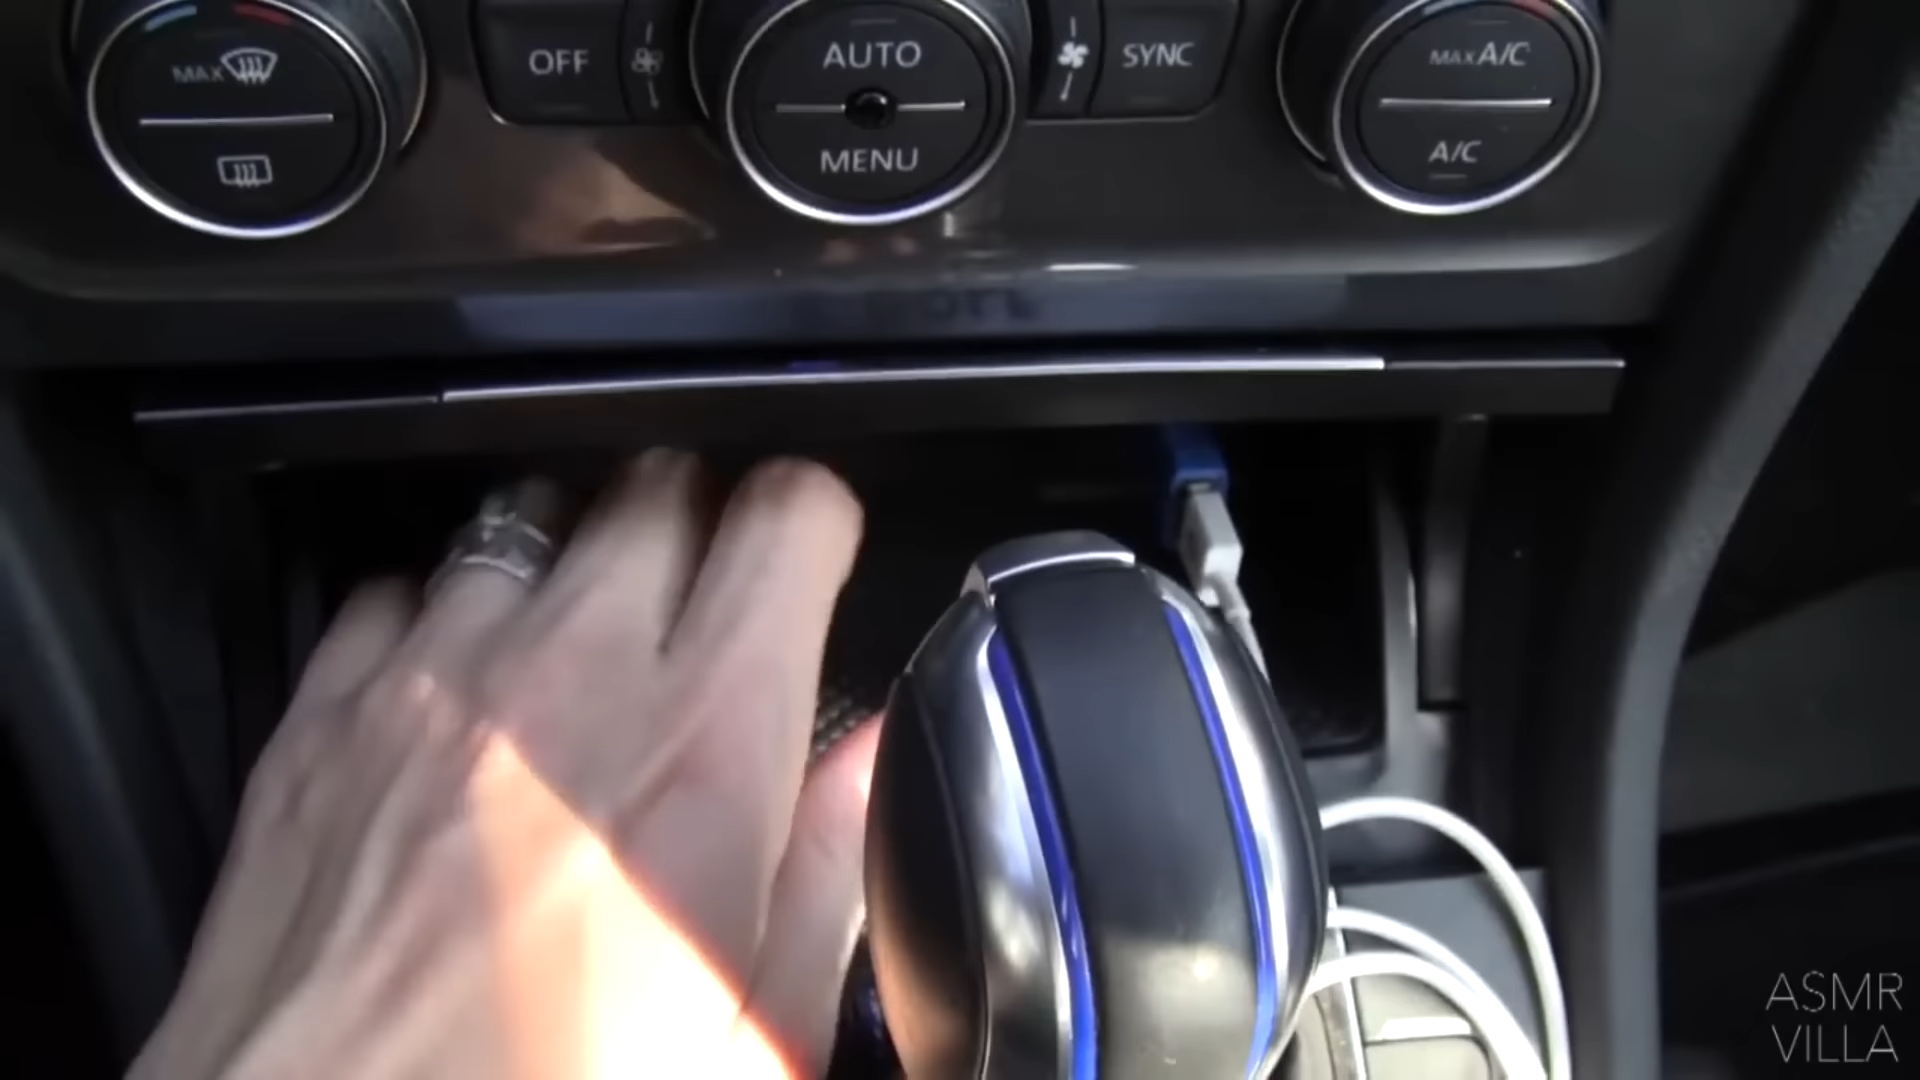 MAX
OFF
AUTO
MENU
SYNC
MAX A/C
A/C
ASMR
VILLA